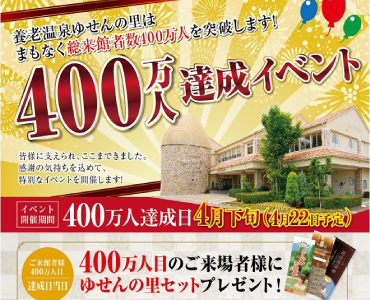 養老温泉ゆせんの里は
まもなく総来館者数400万人を突破します!
400万人達成イベント
皆様に支えられ、ここまできました。
感謝の気持ちを込めて、
特別なイベントを開催します!
イベント
開催期間
400万人達成日4月下旬(4月22日予定)
ご来館者様
400万人目
達成日当日
400万人目のご来場者様に
ゆせんの里セットプレゼント!